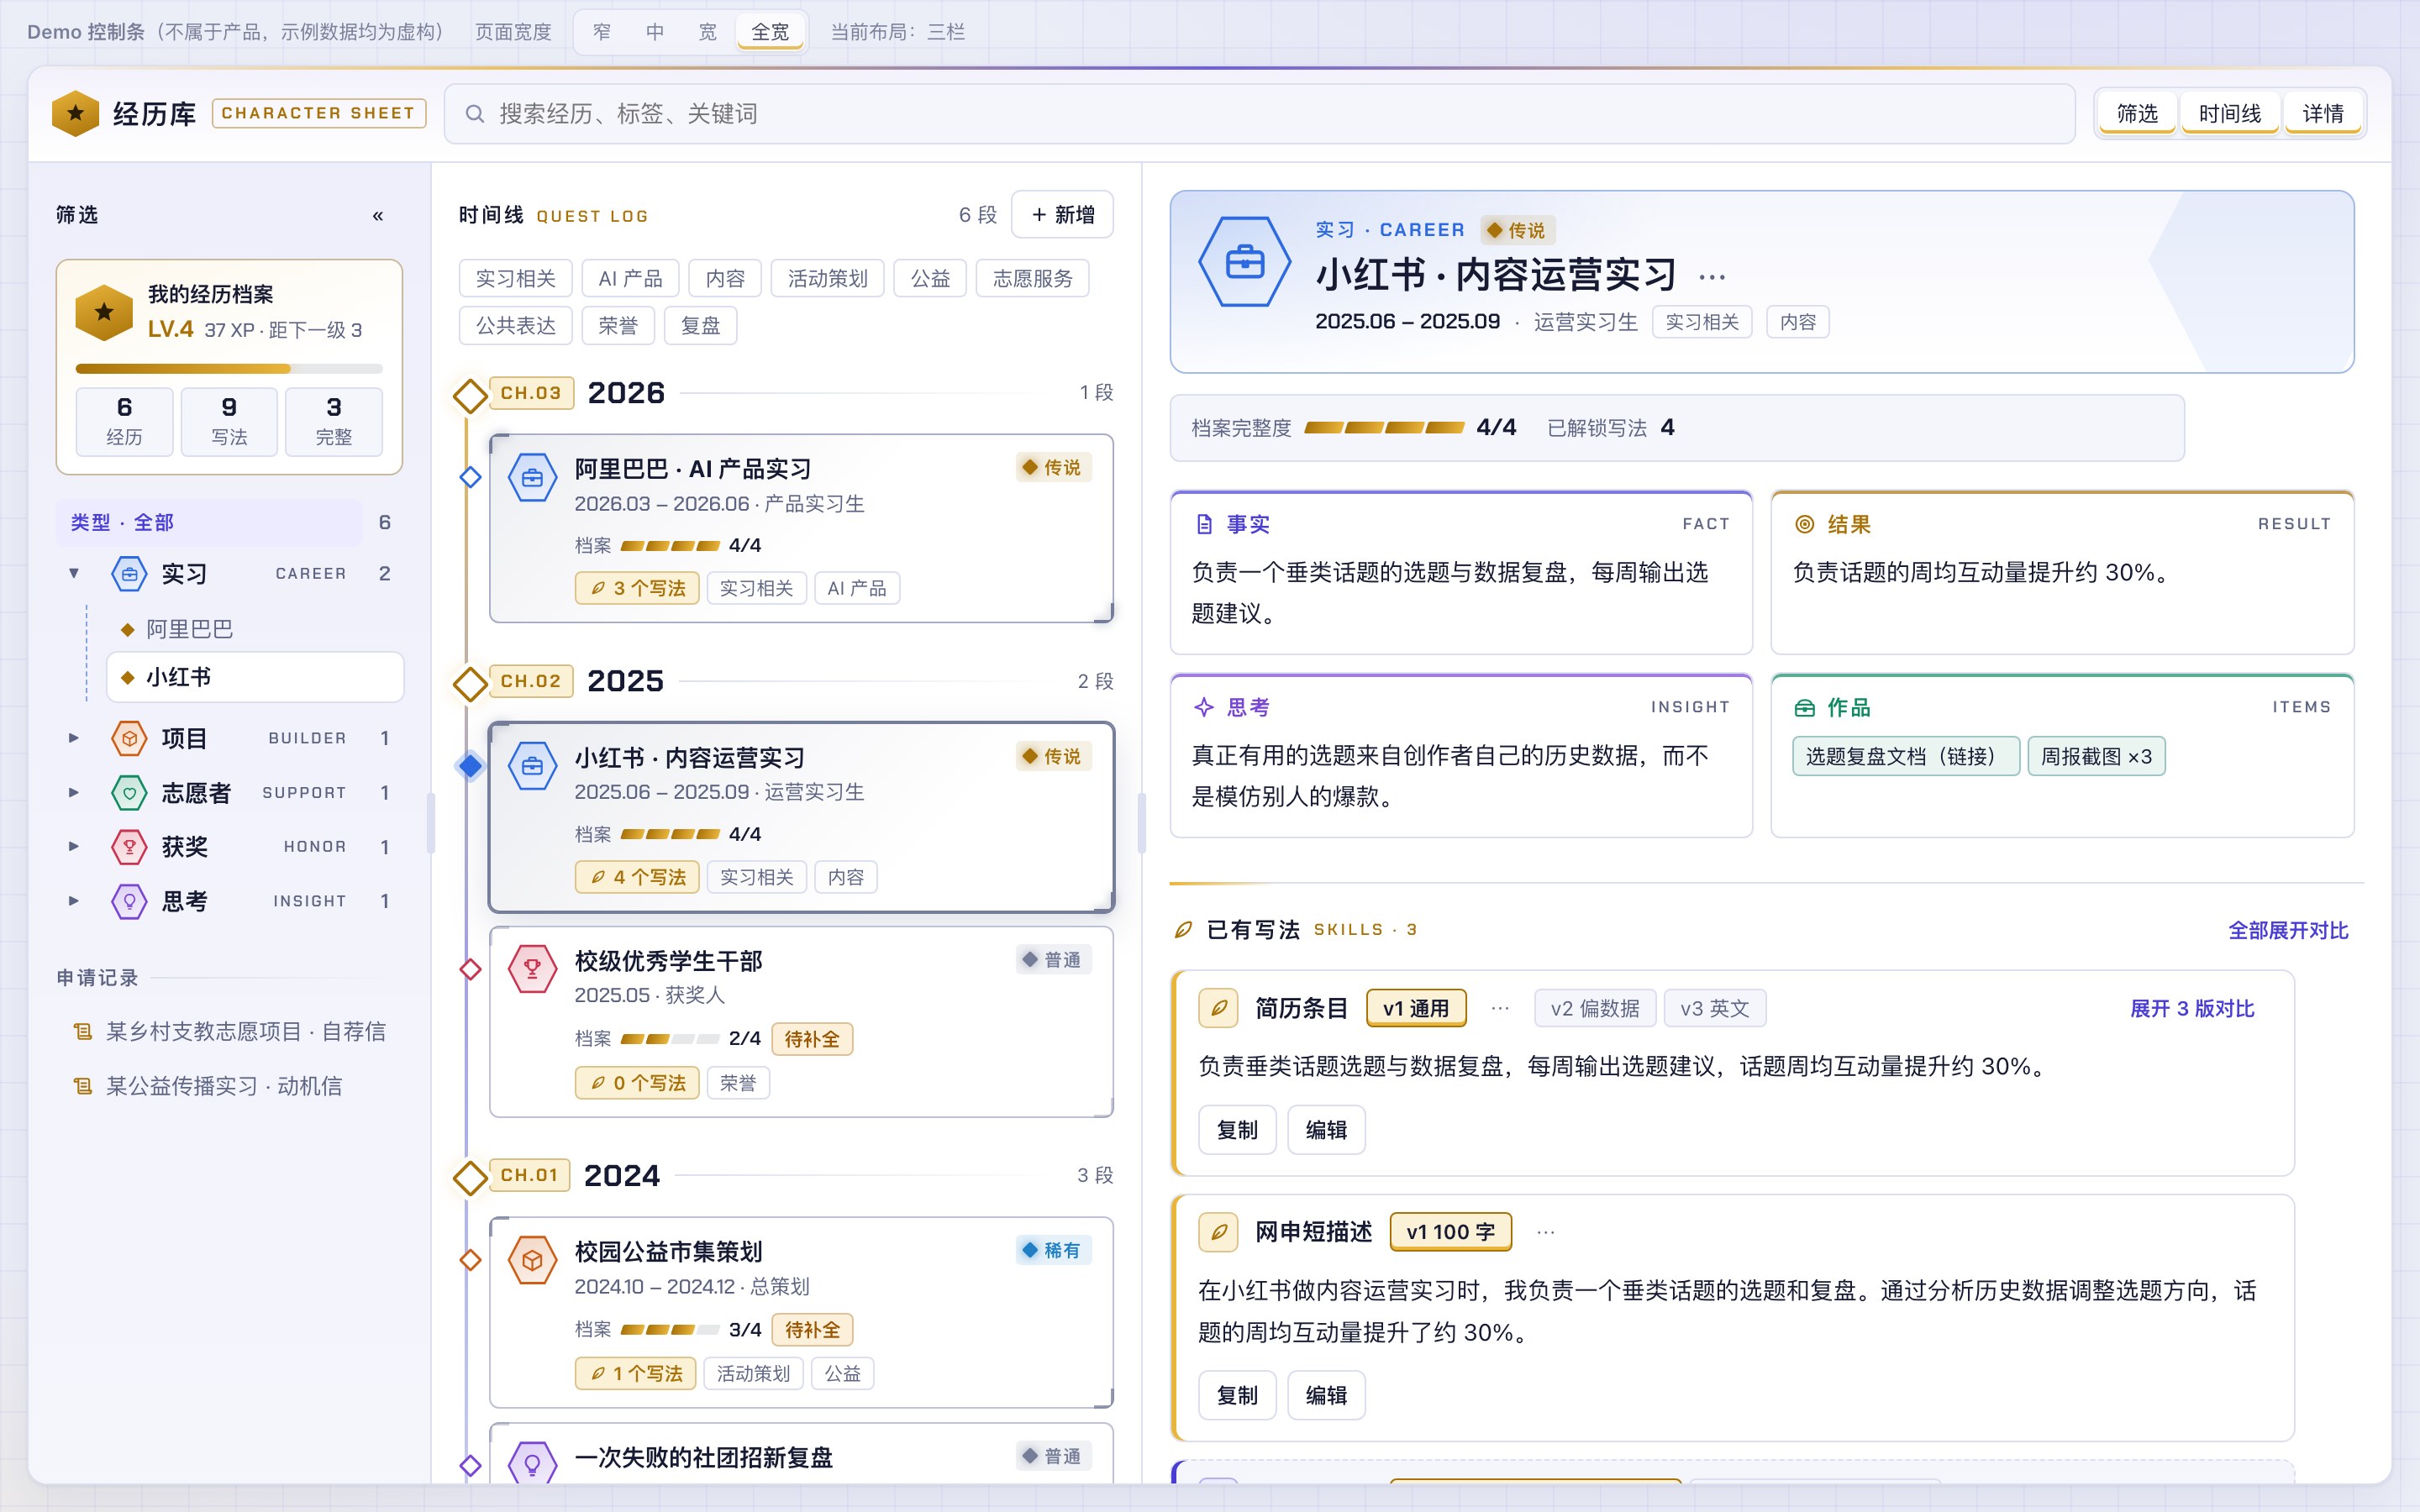 Demo 控制条（不属于产品，示例数据均为虚构） 页面宽度 窄 中 宽 全宽 当前布局：三栏
经历库 CHARACTER SHEET 搜索经历、标签、关键词 筛选 时间线 详情
筛选 «
我的经历档案
LV.4 37 XP · 距下一级 3
6 9 3
经历 写法 完整
类型 · 全部 6
▼ 实习 CAREER 2
阿里巴巴
小红书
▶ 项目 BUILDER 1
▶ 志愿者 SUPPORT 1
▶ 获奖 HONOR 1
▶ 思考 INSIGHT 1
申请记录
某乡村支教志愿项目 · 自荐信
某公益传播实习 · 动机信
时间线 QUEST LOG 6 段 + 新增
实习相关 AI 产品 内容 活动策划 公益 志愿服务
公共表达 荣誉 复盘
CH.03 2026 1 段
阿里巴巴 · AI 产品实习 传说
2026.03 – 2026.06 · 产品实习生
档案 4/4
3 个写法 实习相关 AI 产品
CH.02 2025 2 段
小红书 · 内容运营实习 传说
2025.06 – 2025.09 · 运营实习生
档案 4/4
4 个写法 实习相关 内容
校级优秀学生干部 普通
2025.05 · 获奖人
档案 2/4 待补全
0 个写法 荣誉
CH.01 2024 3 段
校园公益市集策划 稀有
2024.10 – 2024.12 · 总策划
档案 3/4 待补全
1 个写法 活动策划 公益
一次失败的社团招新复盘 普通
实习 · CAREER 传说
小红书 · 内容运营实习 ···
2025.06 – 2025.09 · 运营实习生 实习相关 内容
档案完整度 4/4 已解锁写法 4
事实 FACT
负责一个垂类话题的选题与数据复盘，每周输出选
题建议。
结果 RESULT
负责话题的周均互动量提升约 30%。
思考 INSIGHT
真正有用的选题来自创作者自己的历史数据，而不
是模仿别人的爆款。
作品 ITEMS
选题复盘文档（链接） 周报截图 ×3
已有写法 SKILLS · 3 全部展开对比
简历条目 v1 通用 ··· v2 偏数据 v3 英文 展开 3 版对比
负责垂类话题选题与数据复盘，每周输出选题建议，话题周均互动量提升约 30%。
复制 编辑
网申短描述 v1 100 字 ···
在小红书做内容运营实习时，我负责一个垂类话题的选题和复盘。通过分析历史数据调整选题方向，话
题的周均互动量提升了约 30%。
复制 编辑